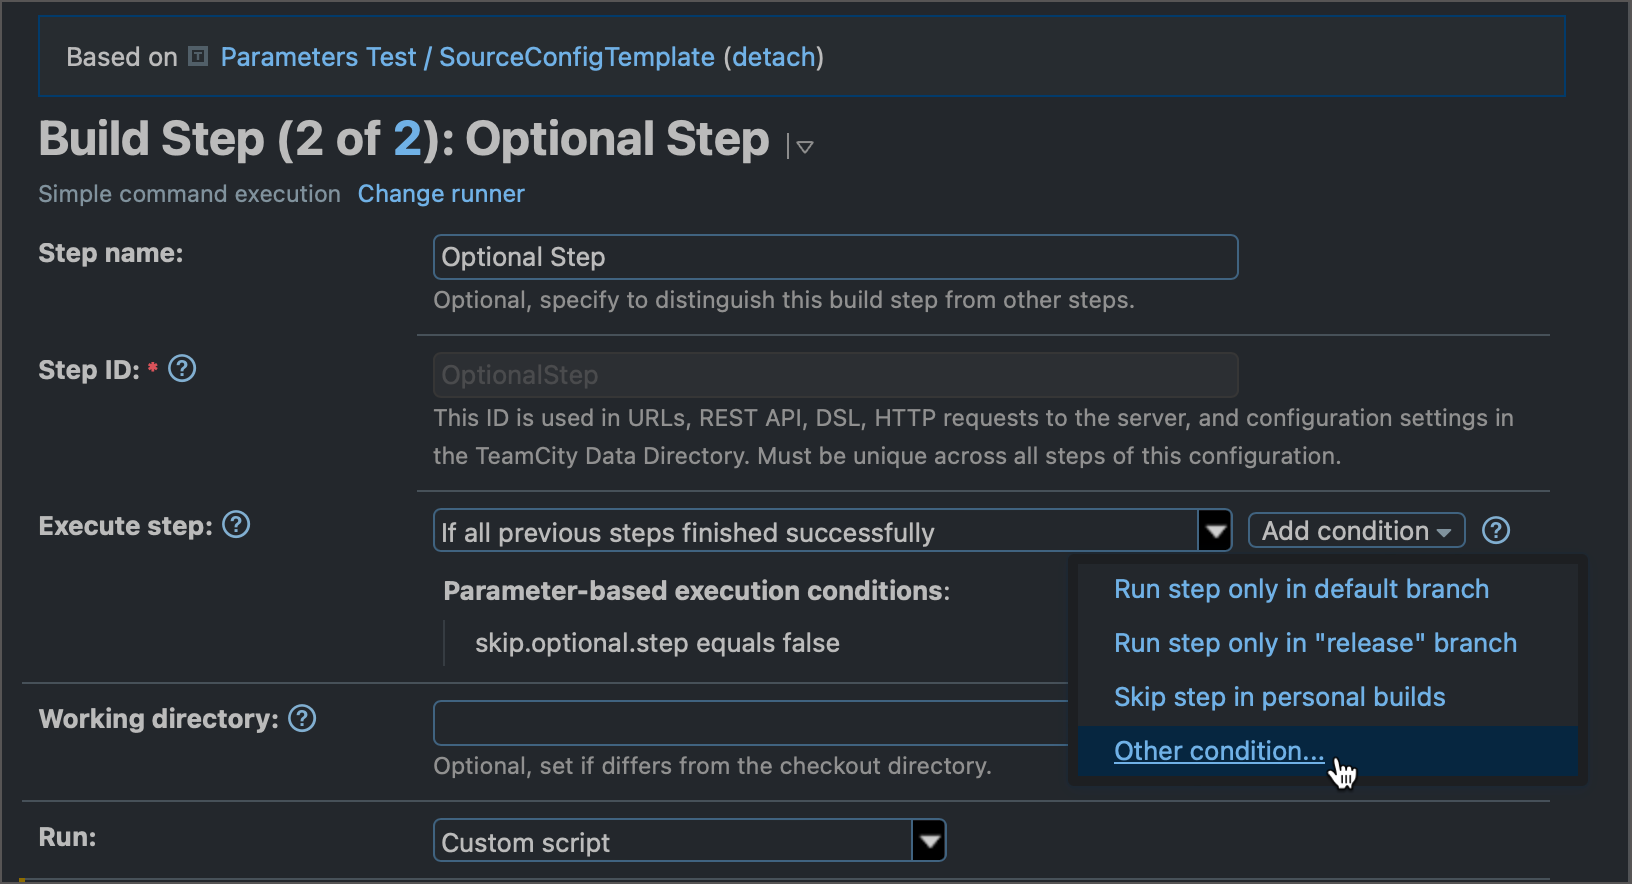 Based on T Parameters Test / SourceConfigTemplate (detach)
Build Step (2 of 2): Optional Step
Simple command execution Change runner
Step name:
Optional Step
Optional, specify to distinguish this build step from other steps.
Step ID: * ?
OptionalStep
This ID is used in URLs, REST API, DSL, HTTP requests to the server, and configuration settings in
the TeamCity Data Directory. Must be unique across all steps of this configuration.
Execute step: ?
If all previous steps finished successfully
Add condition ?
Parameter-based execution conditions:
skip.optional.step equals false
Run step only in default branch
Run step only in "release" branch
Skip step in personal builds
Other condition...
Working directory: ?
Optional, set if differs from the checkout directory.
Run:
Custom script